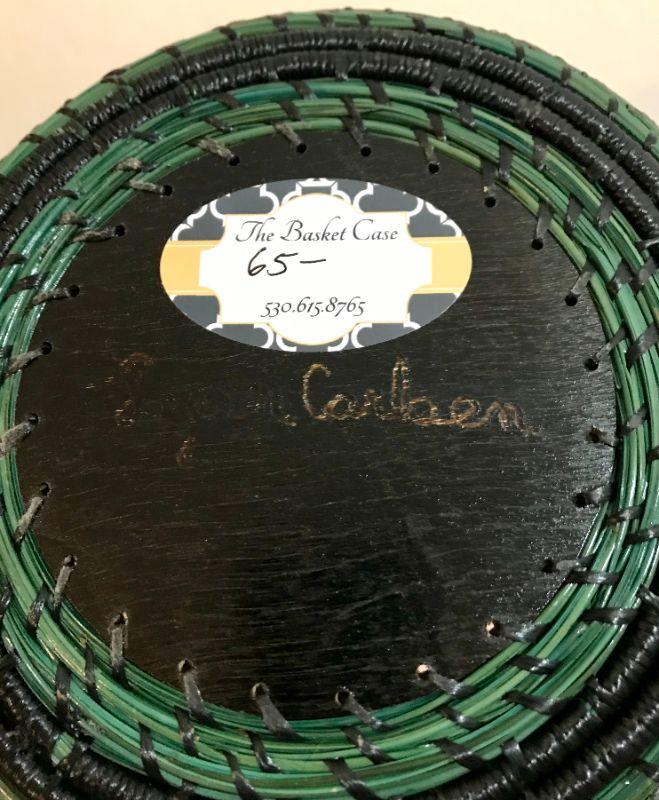 The Basket Case
65-
530.615.8765
Carlsen